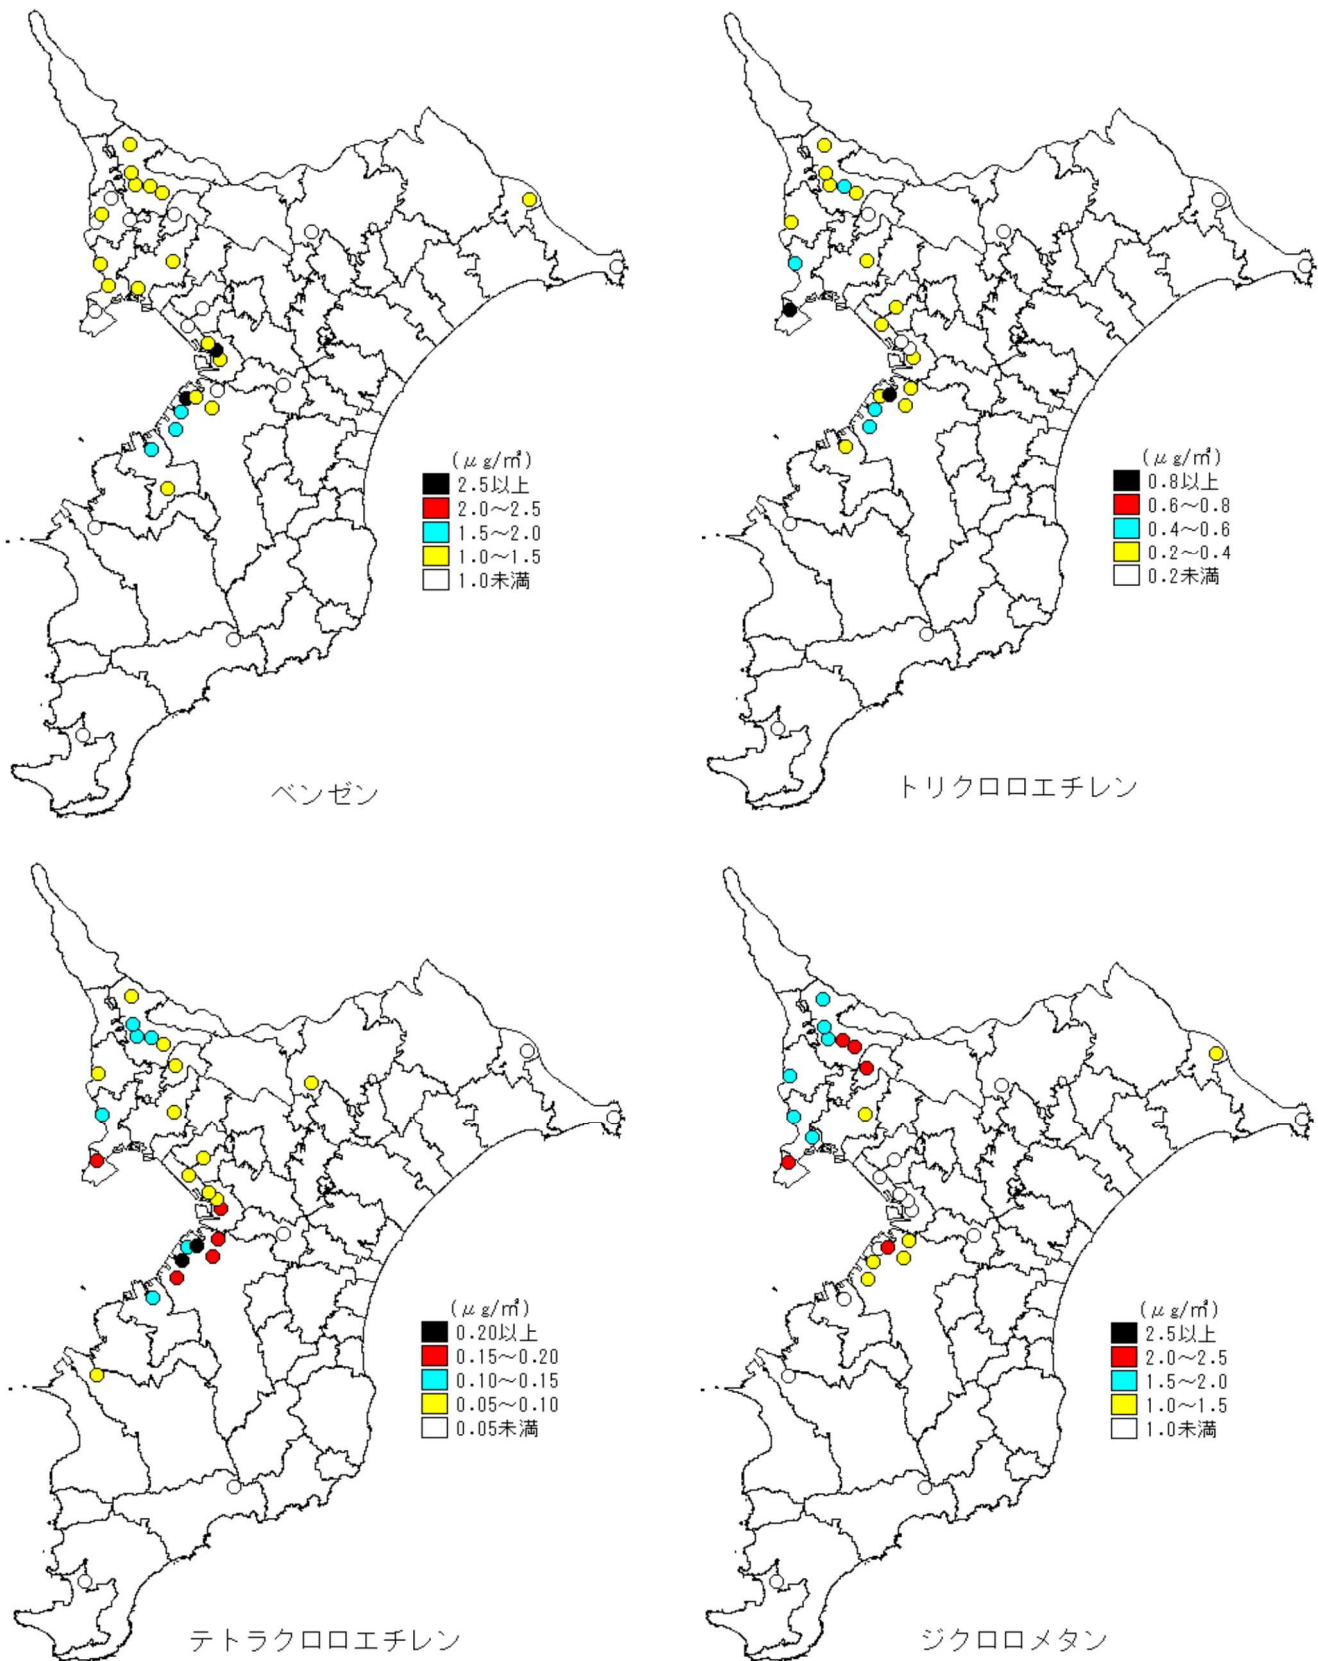 (μg/㎥)
2.5以上
2.0～2.5
1.5～2.0
1.0～1.5
1.0未満
ベンゼン
(μg/㎥)
0.8以上
0.6～0.8
0.4～0.6
0.2～0.4
0.2未満
トリクロロエチレン
(μg/㎥)
0.20以上
0.15～0.20
0.10～0.15
0.05～0.10
0.05未満
テトラクロロエチレン
(μg/㎥)
2.5以上
2.0～2.5
1.5～2.0
1.0～1.5
1.0未満
ジクロロメタン